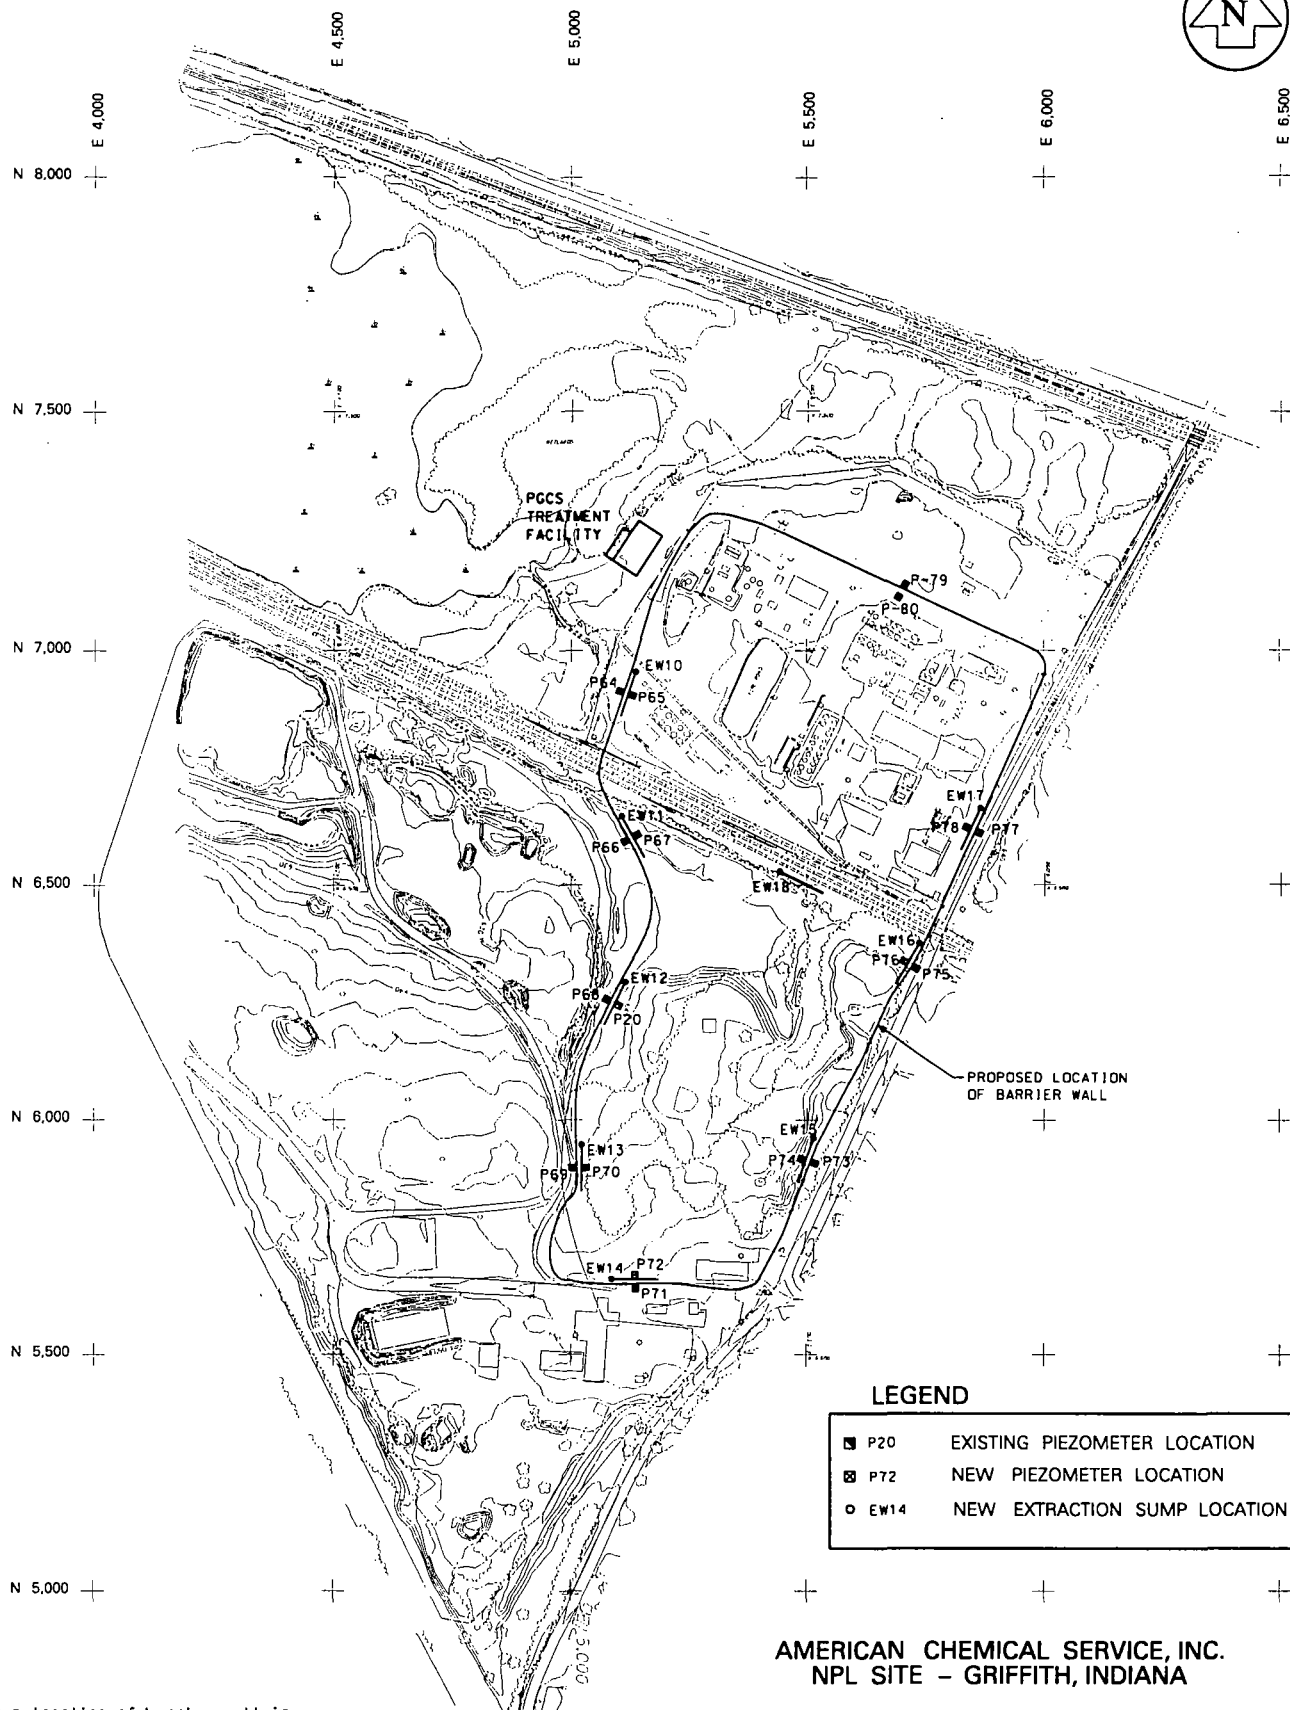 N
E 4,000
E 4,500
E 5,000
E 5,500
E 6,000
E 6,500
N 8,000
N 7,500
WETLANDS
PGCS
TREATMENT
FACILITY
P-79
P-80
N 7,000
EW10
P64
P65
EW17
EW11
P78
P77
P66
P67
N 6,500
EW18
EW16
P76
P75
EW12
P68
P20
PROPOSED LOCATION
OF BARRIER WALL
N 6,000
EW15
EW13
P74
P73
P69
P70
EW14
P72
P71
N 5,500
LEGEND
P20 EXISTING PIEZOMETER LOCATION
P72 NEW PIEZOMETER LOCATION
EW14 NEW EXTRACTION SUMP LOCATION
N 5,000
AMERICAN CHEMICAL SERVICE, INC.
NPL SITE - GRIFFITH, INDIANA